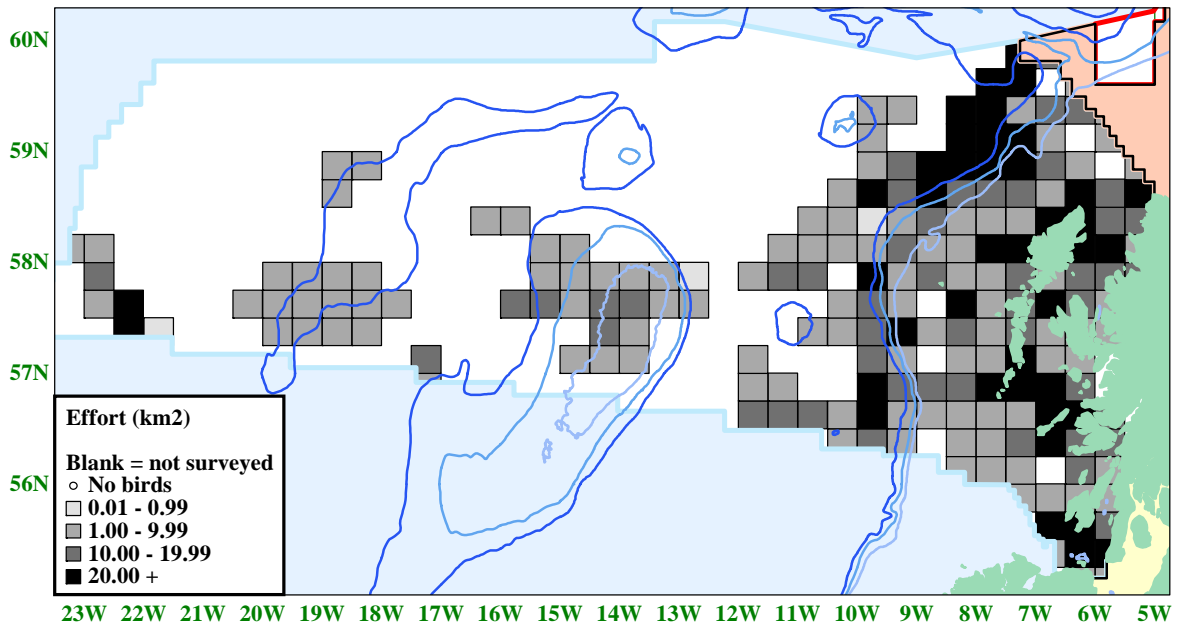 60N
59N
58N
57N
56N
Effort (km2)
Blank = not surveyed
No birds
0.01 - 0.99
1.00 - 9.99
10.00 - 19.99
20.00 +
23W 22W 21W 20W 19W 18W 17W 16W 15W 14W 13W 12W 11W 10W 9W 8W 7W 6W 5W